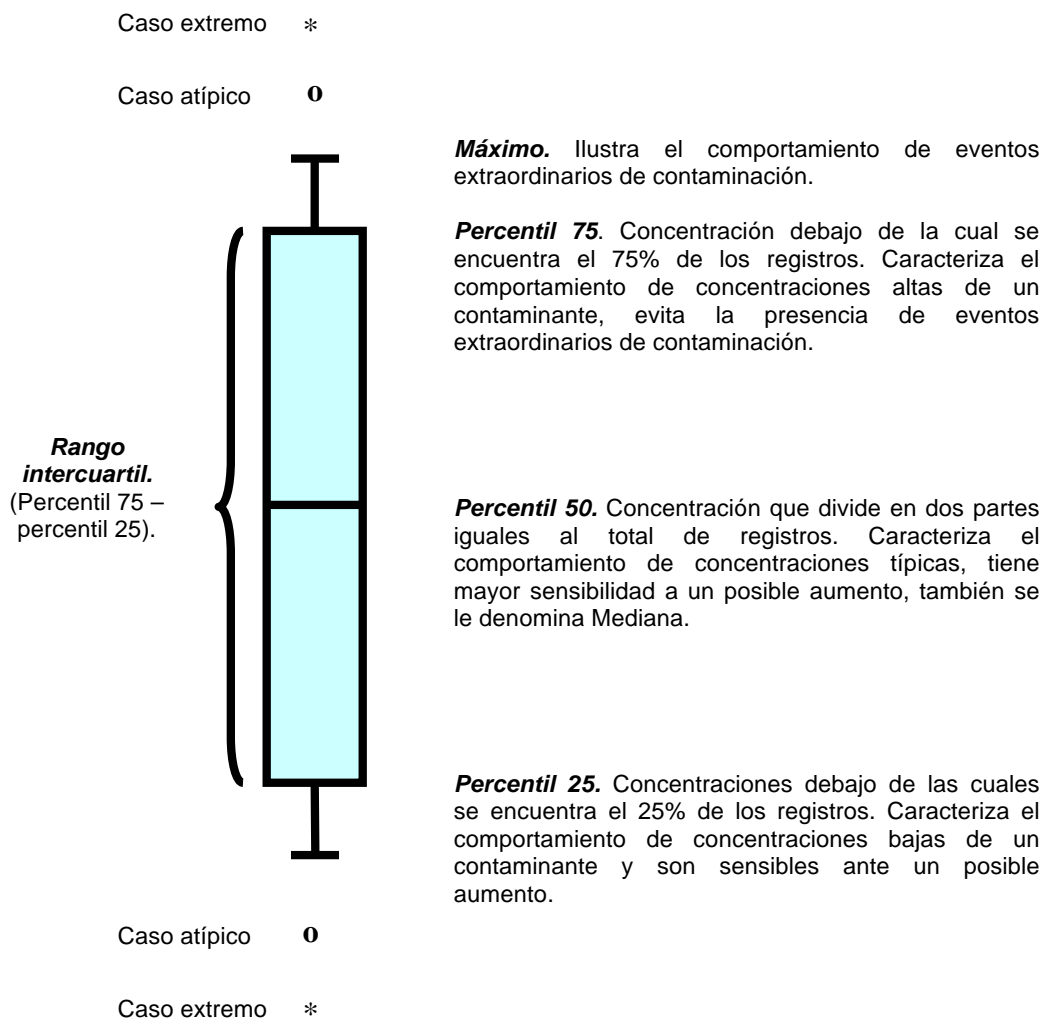 Caso extremo *
Caso atípico o
Máximo. Ilustra el comportamiento de eventos
extraordinarios de contaminación.
Percentil 75. Concentración debajo de la cual se
encuentra el 75% de los registros. Caracteriza el
comportamiento de concentraciones altas de un
contaminante, evita la presencia de eventos
extraordinarios de contaminación.
Rango
intercuartil.
(Percentil 75 –
percentil 25).
Percentil 50. Concentración que divide en dos partes
iguales al total de registros. Caracteriza el
comportamiento de concentraciones típicas, tiene
mayor sensibilidad a un posible aumento, también se
le denomina Mediana.
Percentil 25. Concentraciones debajo de las cuales
se encuentra el 25% de los registros. Caracteriza el
comportamiento de concentraciones bajas de un
contaminante y son sensibles ante un posible
aumento.
Caso atípico o
Caso extremo *